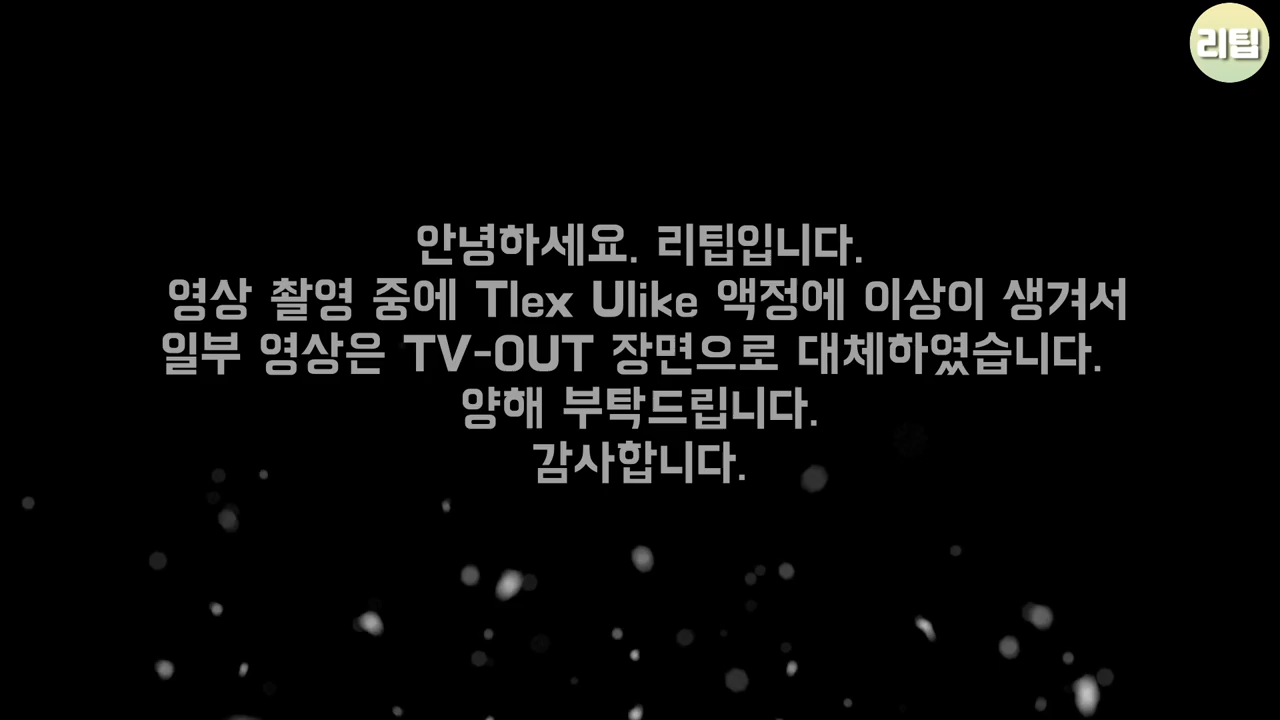 리팁
안녕하세요. 리팁입니다.
영상 촬영 중에 Tlex Ulike 액정에 이상이 생겨서
일부 영상은 TV-OUT 장면으로 대체하였습니다.
양해 부탁드립니다.
감사합니다.